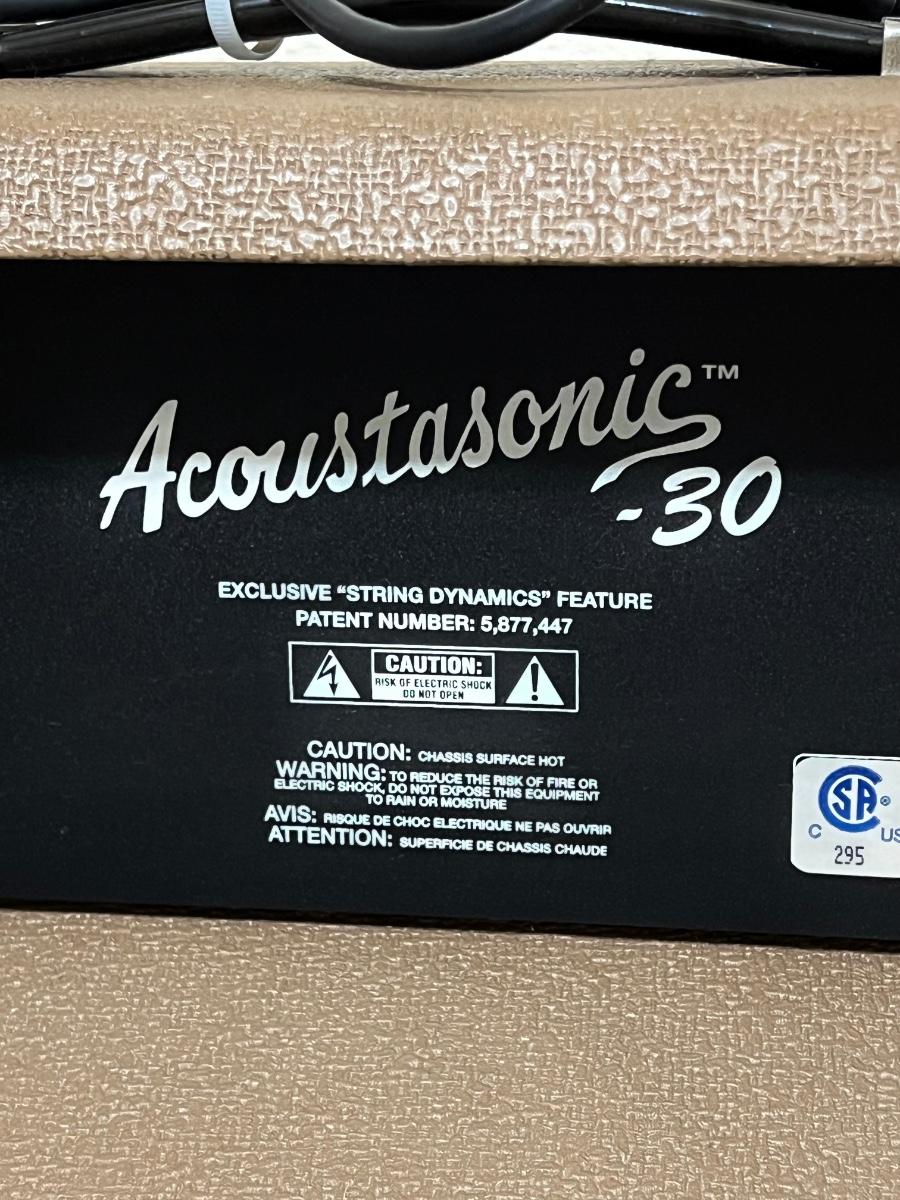 Acoustasonic™
-30
EXCLUSIVE “STRING DYNAMICS” FEATURE
PATENT NUMBER: 5,877,447
CAUTION:
RISK OF ELECTRIC SHOCK
DO NOT OPEN
CAUTION: CHASSIS SURFACE HOT
WARNING: TO REDUCE THE RISK OF FIRE OR
ELECTRIC SHOCK, DO NOT EXPOSE THIS EQUIPMENT
TO RAIN OR MOISTURE
AVIS: RISQUE DE CHOC ELECTRIQUE NE PAS OUVRIR
ATTENTION: SUPERFICIE DE CHASSIS CHAUDE
SA ®
C US
295